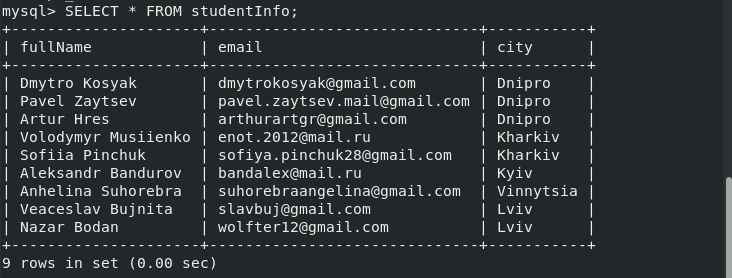 mysql> SELECT * FROM studentInfo;
+---------------------+----------------------------+-----------+
| fullName            | email                      | city      |
+---------------------+----------------------------+-----------+
| Dmytro Kosyak       | dmytrokosyak@gmail.com     | Dnipro    |
| Pavel Zaytsev       | pavel.zaytsev.mail@gmail.com | Dnipro    |
| Artur Hres          | arthurartgr@gmail.com      | Dnipro    |
| Volodymyr Musiienko | enot.2012@mail.ru          | Kharkiv   |
| Sofiia Pinchuk      | sofiya.pinchuk28@gmail.com | Kharkiv   |
| Aleksandr Bandurov  | bandalex@mail.ru           | Kyiv      |
| Anhelina Suhorebra  | suhorebraangelina@gmail.com | Vinnytsia |
| Veaceslav Bujnita   | slavbuj@gmail.com          | Lviv      |
| Nazar Bodan         | wolfter12@gmail.com        | Lviv      |
+---------------------+----------------------------+-----------+
9 rows in set (0.00 sec)